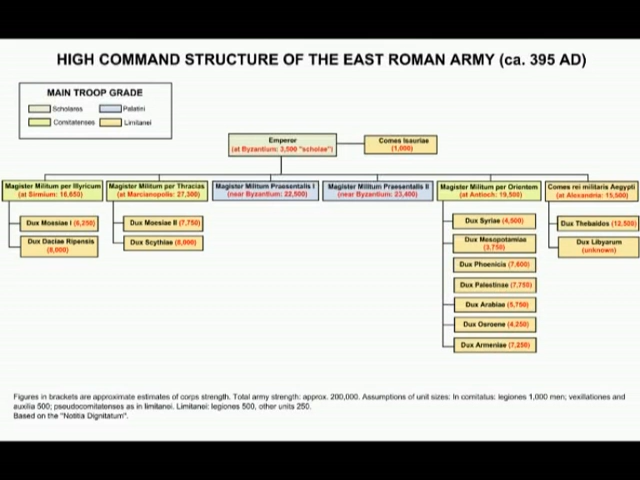 HIGH COMMAND STRUCTURE OF THE EAST ROMAN ARMY (ca. 395 AD)
MAIN TROOP GRADE
Scholares
Palatini
Comitatenses
Limitanei
Emperor
(at Byzantium: 3,500 "scholae")
Comes Isauriae
(1,000)
Magister Militum per Illyricum
(at Sirmium: 16,650)
Magister Militum per Thracias
(at Marcianopolis: 27,300)
Magister Militum Praesentalis I
(near Byzantium: 22,500)
Magister Militum Praesentalis II
(near Byzantium: 23,400)
Magister Militum per Orientem
(at Antioch: 19,500)
Comes rei militaris Aegypti
(at Alexandria: 15,500)
Dux Moesiae I (6,250)
Dux Daciae Ripensis
(8,000)
Dux Moesiae II (7,750)
Dux Scythiae (8,000)
Dux Syriae (4,500)
Dux Mesopotamiae
(3,750)
Dux Phoenicis (7,600)
Dux Palestinae (7,750)
Dux Arabiae (5,750)
Dux Osroene (4,250)
Dux Armeniae (7,250)
Dux Thebaidos (12,500)
Dux Libyarum
(unknown)
Figures in brackets are approximate estimates of corps strength. Total army strength: approx. 200,000. Assumptions of unit sizes: In comitatus: legiones 1,000 men; vexillationes and
auxilia 500; pseudocomitatenses as in limitanei. Limitanei: legiones 500, other units 250.
Based on the "Notitia Dignitatum".